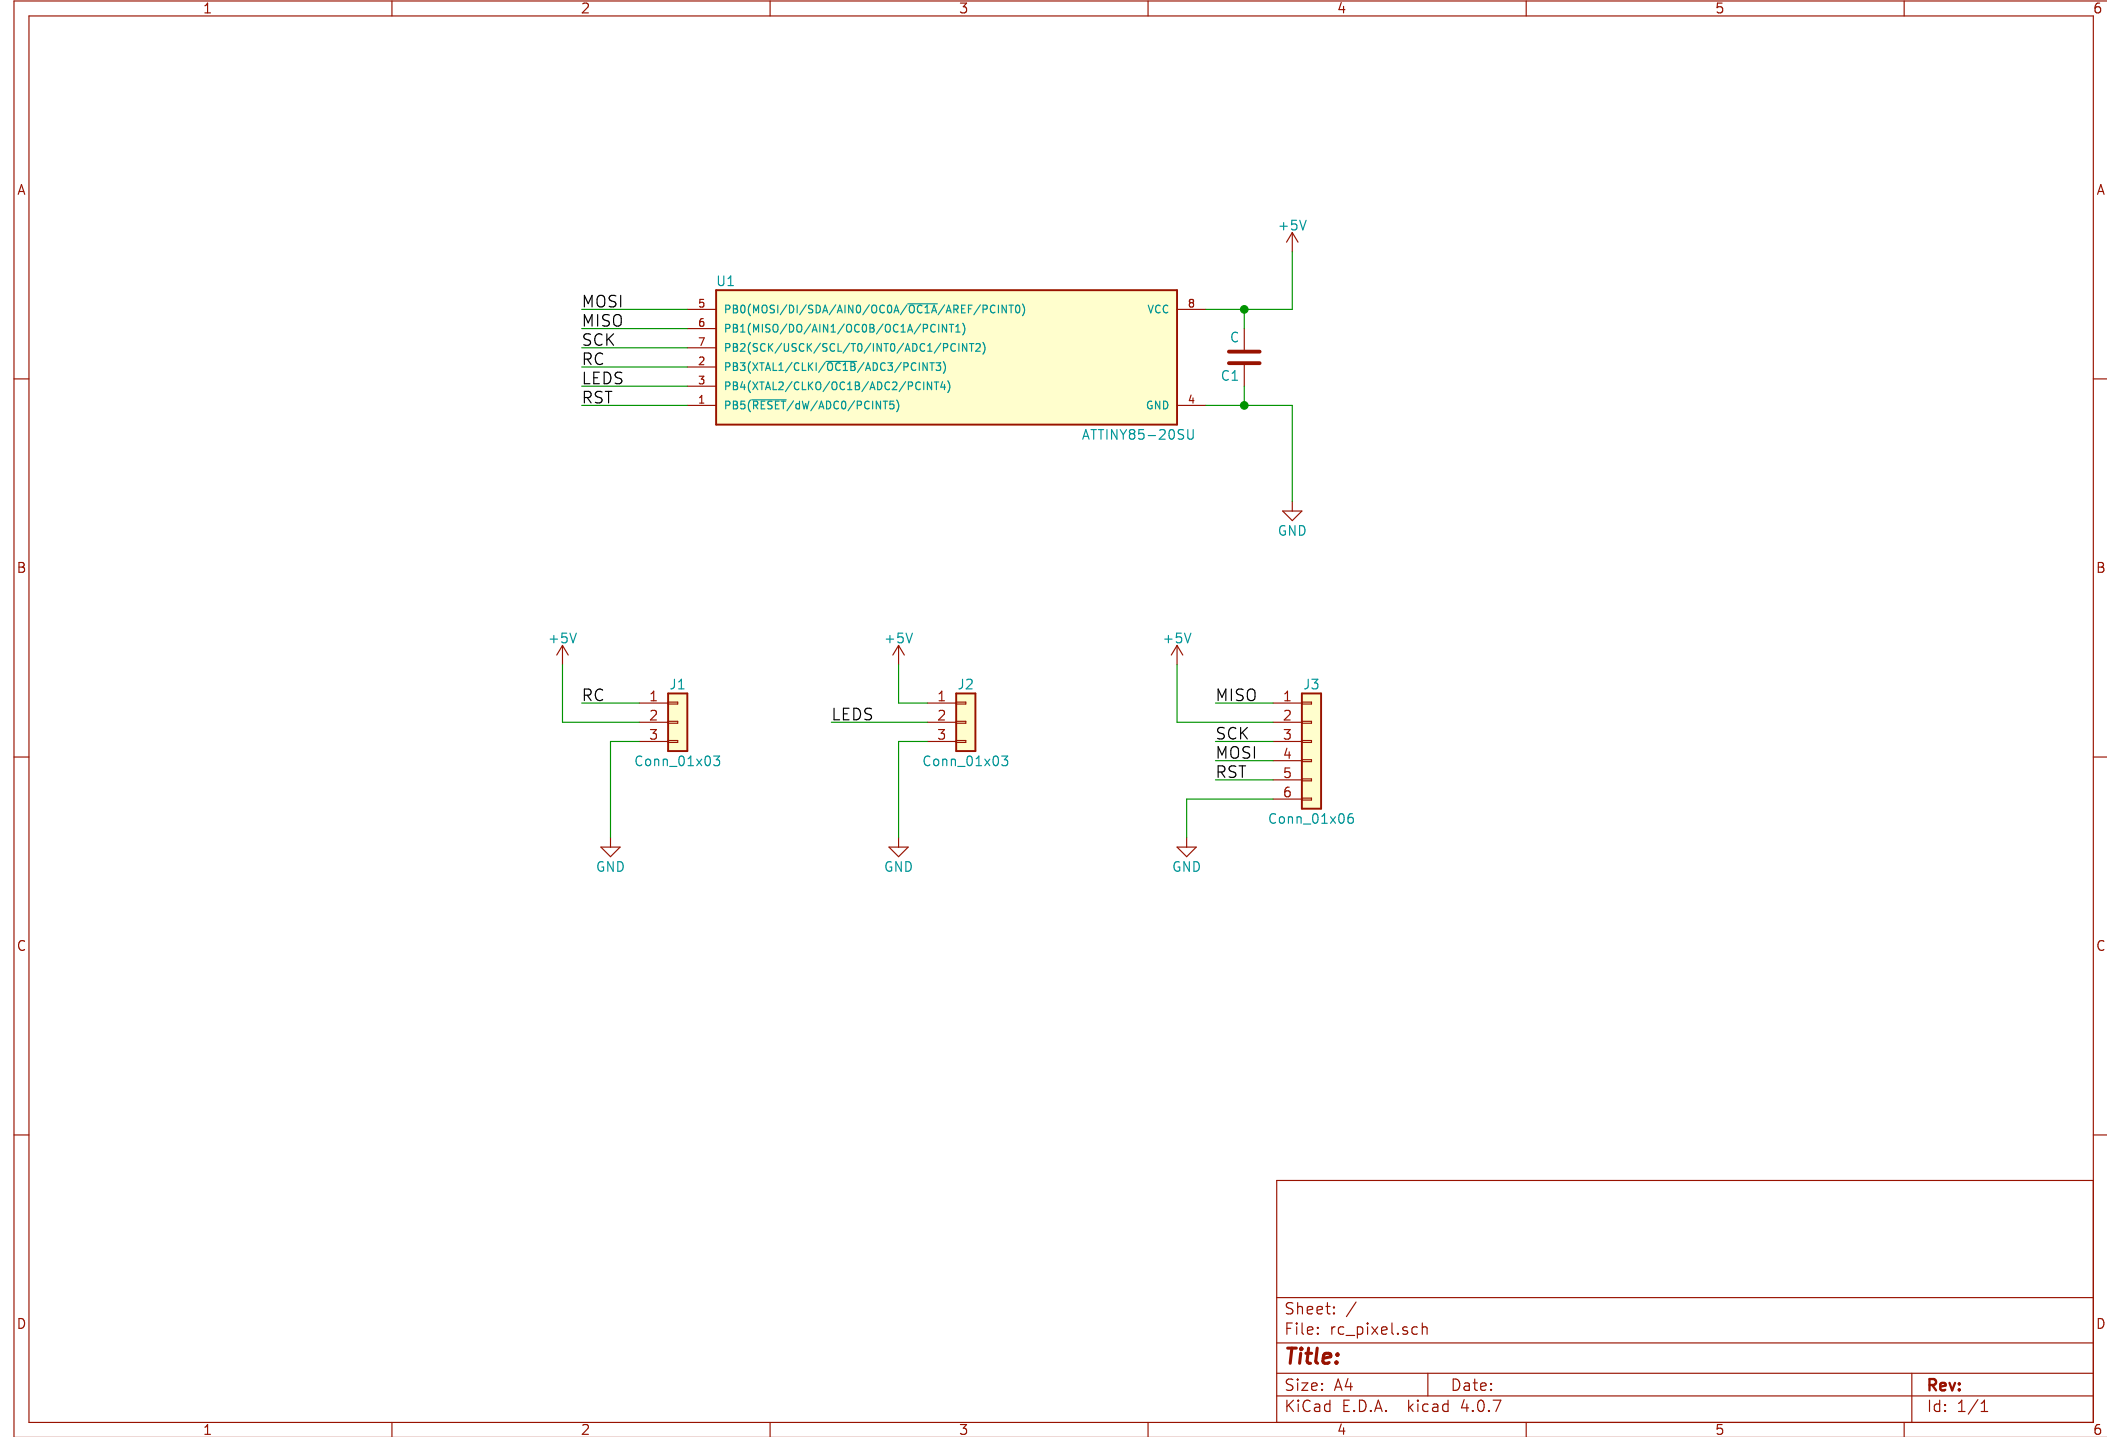 1 2 3 4 5 6
A A
+5V
U1
MOSI 5 PB0(MOSI/DI/SDA/AIN0/OC0A/OC1A/AREF/PCINT0) VCC 8
MISO 6 PB1(MISO/DO/AIN1/OC0B/OC1A/PCINT1)
SCK 7 PB2(SCK/USCK/SCL/T0/INT0/ADC1/PCINT2) C
RC 2 PB3(XTAL1/CLKI/OC1B/ADC3/PCINT3)
LEDS 3 PB4(XTAL2/CLKO/OC1B/ADC2/PCINT4) C1
RST 1 PB5(RESET/dW/ADC0/PCINT5) GND 4
ATTINY85-20SU
GND
B B
+5V +5V +5V
J1 J2 J3
RC 1 1 MISO 1
2 LEDS 2 2
3 3 SCK 3
Conn_01x03 Conn_01x03 MOSI 4
RST 5
6
Conn_01x06
GND GND GND
C C
Sheet: /
File: rc_pixel.sch
D D
Title:
Size: A4 Date: Rev:
KiCad E.D.A. kicad 4.0.7 Id: 1/1
1 2 3 4 5 6